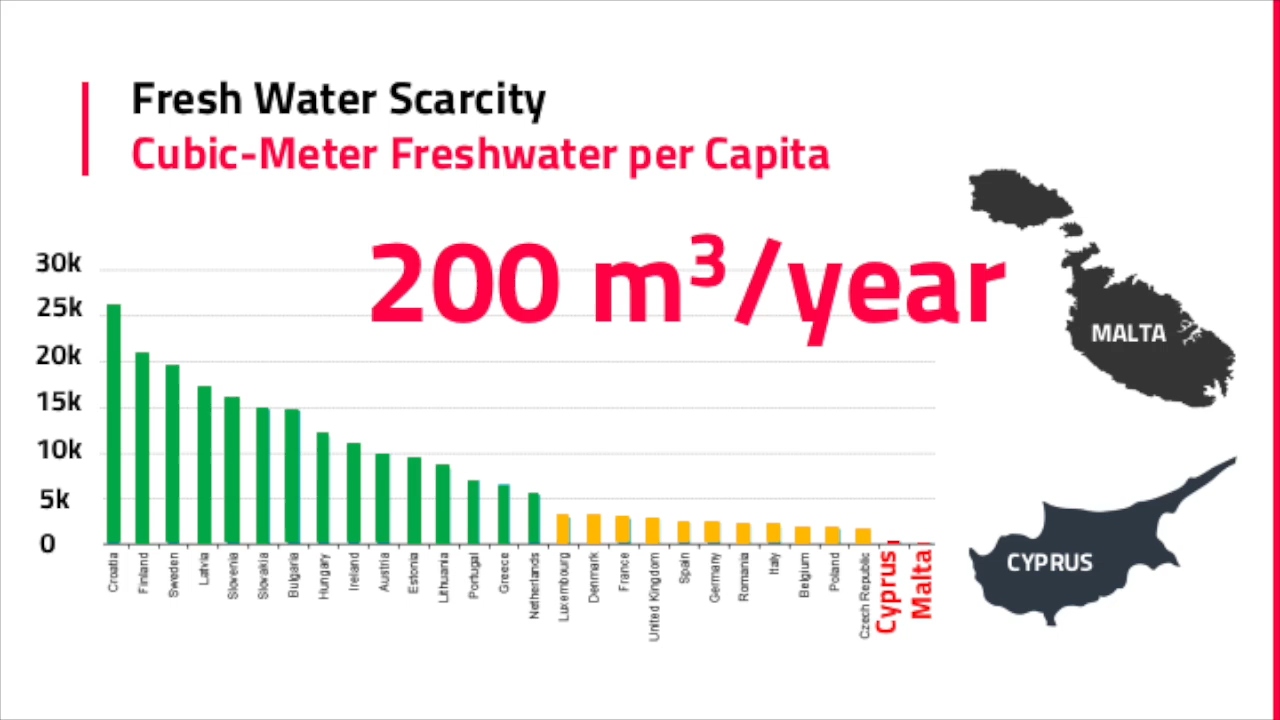 Fresh Water Scarcity
Cubic-Meter Freshwater per Capita
200 m³/year
30k
25k
20k
15k
10k
5k
0
Croatia
Finland
Sweden
Latvia
Slovenia
Slovakia
Bulgaria
Hungary
Ireland
Austria
Estonia
Lithuania
Portugal
Greece
Netherlands
Luxembourg
Denmark
France
United Kingdom
Spain
Germany
Romania
Italy
Belgium
Poland
Czech Republic
Cyprus
Malta
MALTA
CYPRUS